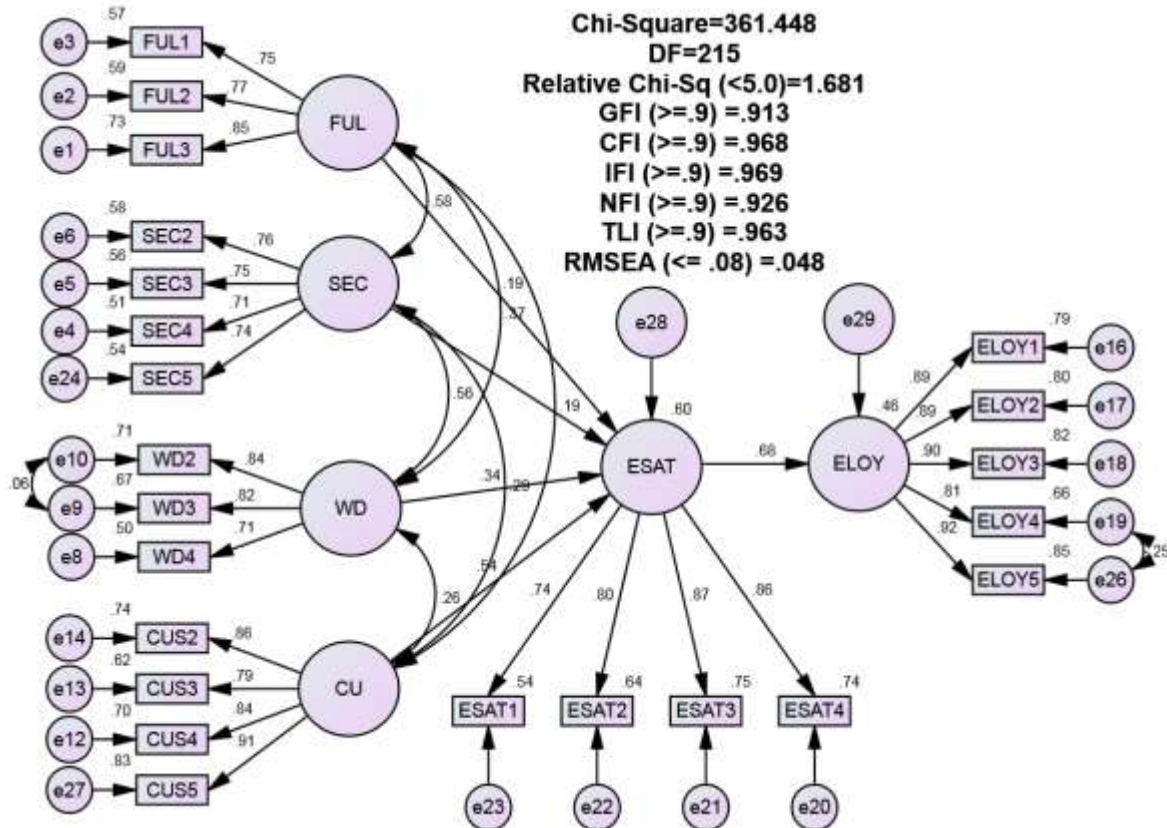 Chi-Square=361.448
DF=215
Relative Chi-Sq (<5.0)=1.681
GFI (>=.9) =.913
CFI (>=.9) =.968
IFI (>=.9) =.969
NFI (>=.9) =.926
TLI (>=.9) =.963
RMSEA (<= .08) =.048
.57
e3 FUL1 .75
.59
e2 FUL2 .77
.73
e1 FUL3 .85
FUL
.58
.58
e6 SEC2 .76
.56
e5 SEC3 .75
.51
e4 SEC4 .71
.54
e24 SEC5 .74
SEC
.19
.37
.56
.19
.71
e10 WD2 .84
.06
.67
e9 WD3 .82
.50
e8 WD4 .71
WD
.34
.29
.54
.26
.74
e14 CUS2 .86
.62
e13 CUS3 .79
.70
e12 CUS4 .84
.83
e27 CUS5 .91
CU
e28
.60
ESAT
.68
e29
.46
ELOY
.89 ELOY1 .79 e16
.89 ELOY2 .80 e17
.90 ELOY3 .82 e18
.81 ELOY4 .66 e19
.92 ELOY5 .85 e26
.25
.74 .80 .87 .86
.54 .64 .75 .74
ESAT1 ESAT2 ESAT3 ESAT4
e23 e22 e21 e20